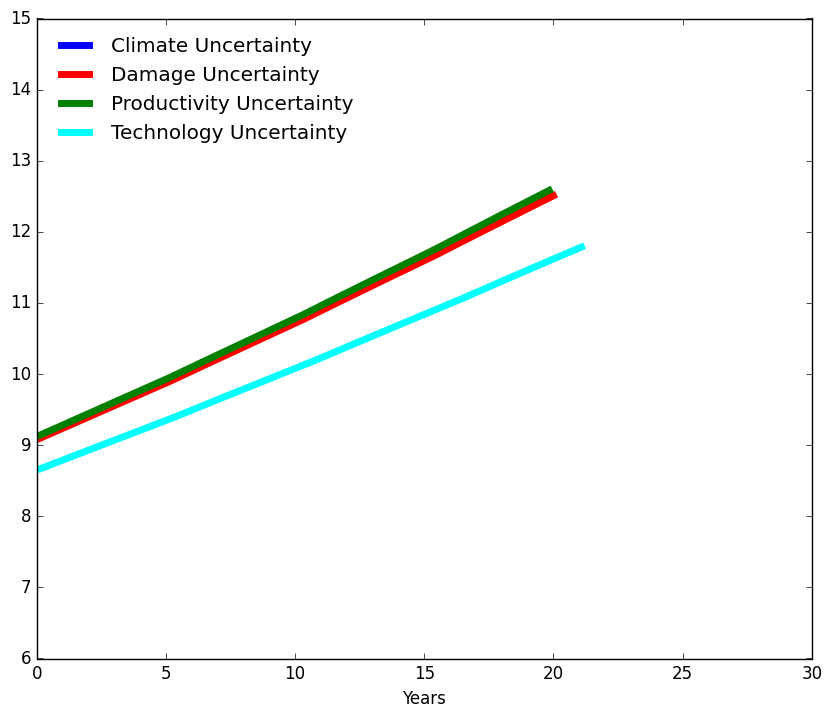 15
14
13
12
11
10
9
8
7
6
Climate Uncertainty
Damage Uncertainty
Productivity Uncertainty
Technology Uncertainty
0 5 10 15 20 25 30
Years